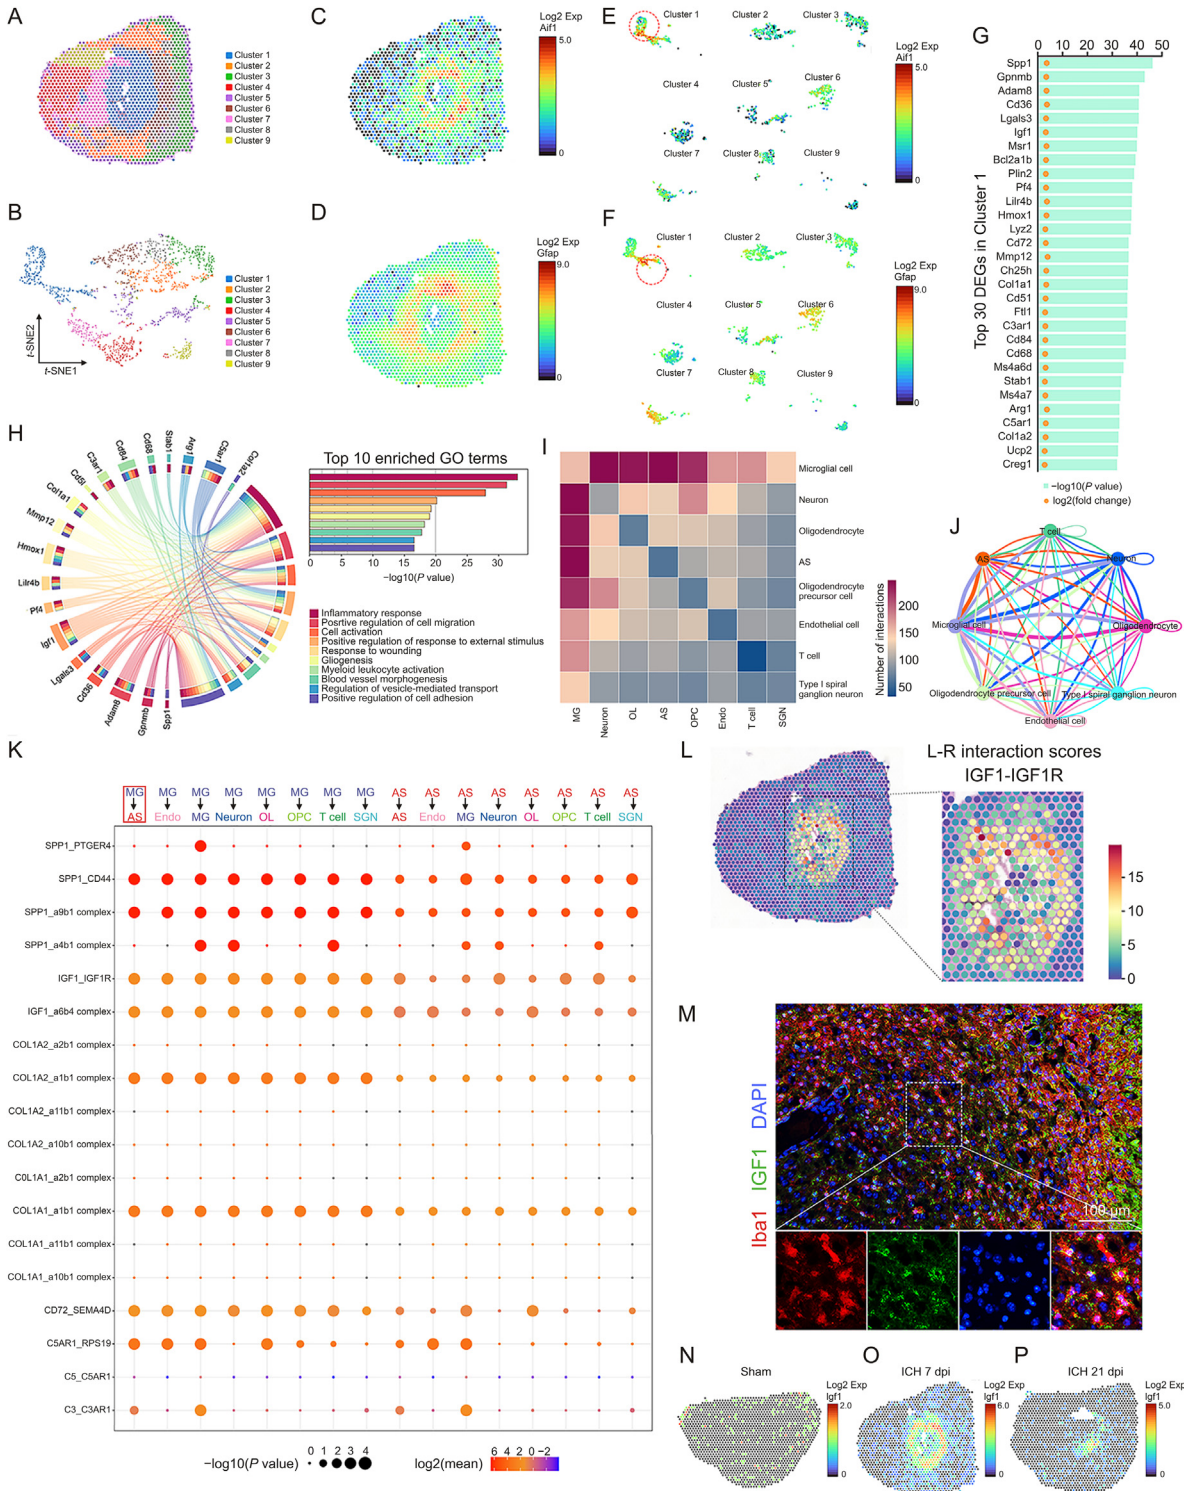 A
Cluster 1
Cluster 2
Cluster 3
Cluster 4
Cluster 5
Cluster 6
Cluster 7
Cluster 8
Cluster 9
B
t-SNE2
t-SNE1
Cluster 1
Cluster 2
Cluster 3
Cluster 4
Cluster 5
Cluster 6
Cluster 7
Cluster 8
Cluster 9
C
Log2 Exp
Aif1
5.0
0
D
Log2 Exp
Gfap
9.0
0
E
Cluster 1
Cluster 2
Cluster 3
Cluster 4
Cluster 5
Cluster 6
Cluster 7
Cluster 8
Cluster 9
Log2 Exp
Aif1
5.0
0
F
Cluster 1
Cluster 2
Cluster 3
Cluster 4
Cluster 5
Cluster 6
Cluster 7
Cluster 8
Cluster 9
Log2 Exp
Gfap
9.0
0
G
0 10 20 30 40 50
Top 30 DEGs in Cluster 1
Spp1
Gpnmb
Adam8
Cd36
Lgals3
Igf1
Msr1
Bcl2a1b
Plin2
Pf4
Lilr4b
Hmox1
Lyz2
Cd72
Mmp12
Ch25h
Col1a1
Cd51
Ftl1
C3ar1
Cd84
Cd68
Ms4a6d
Stab1
Ms4a7
Arg1
C5ar1
Col1a2
Ucp2
Creg1
−log10(P value)
log2(fold change)
H
Col1a2
C5ar1
Arg1
Stab1
Cd68
Cd84
C3ar1
Cd5l
Col1a1
Mmp12
Hmox1
Lilr4b
Pf4
Igf1
Lgals3
Cd36
Adam8
Gpnmb
Spp1
Top 10 enriched GO terms
0 5 10 15 20 25 30
−log10(P value)
Inflammatory response
Posrtive regulation of cell migration
Cell activation
Positive regulation of response to external stimulus
Response to wounding
Gliogenesis
Myeloid leukocyte activation
Blood vessel morphogenesis
Regulation of vesicle-mediated transport
Positive regulation of cell adhesion
I
Microglial cell
Neuron
Oligodendrocyte
AS
Oligodendrocyte
precursor cell
Endothelial cell
T cell
Type I spiral
ganglion neuron
MG Neuron OL AS OPC Endo T cell SGN
Number of interactions
200
150
100
50
J
T cell
AS
Neuron
Microglial cell
Oligodendrocyte
Oligodendrocyte precursor cell
Type I spiral ganglion neuron
Endothelial cell
K
MG MG MG MG MG MG MG MG AS AS AS AS AS AS AS AS
AS Endo MG Neuron OL OPC T cell SGN AS Endo MG Neuron OL OPC T cell SGN
SPP1_PTGER4
SPP1_CD44
SPP1_a9b1 complex
SPP1_a4b1 complex
IGF1_IGF1R
IGF1_a6b4 complex
COL1A2_a2b1 complex
COL1A2_a1b1 complex
COL1A2_a11b1 complex
COL1A2_a10b1 complex
C0L1A1_a2b1 complex
COL1A1_a1b1 complex
COL1A1_a11b1 complex
COL1A1_a10b1 complex
CD72_SEMA4D
C5AR1_RPS19
C5_C5AR1
C3_C3AR1
−log10(P value)
0 1 2 3 4
log2(mean)
6 4 2 0 −2
L
L-R interaction scores
IGF1-IGF1R
15
10
5
0
M
Iba1 IGF1 DAPI
100 μm
N
Sham
Log2 Exp
Igf1
2.0
0
O
ICH 7 dpi
Log2 Exp
Igf1
6.0
0
P
ICH 21 dpi
Log2 Exp
Igf1
5.0
0